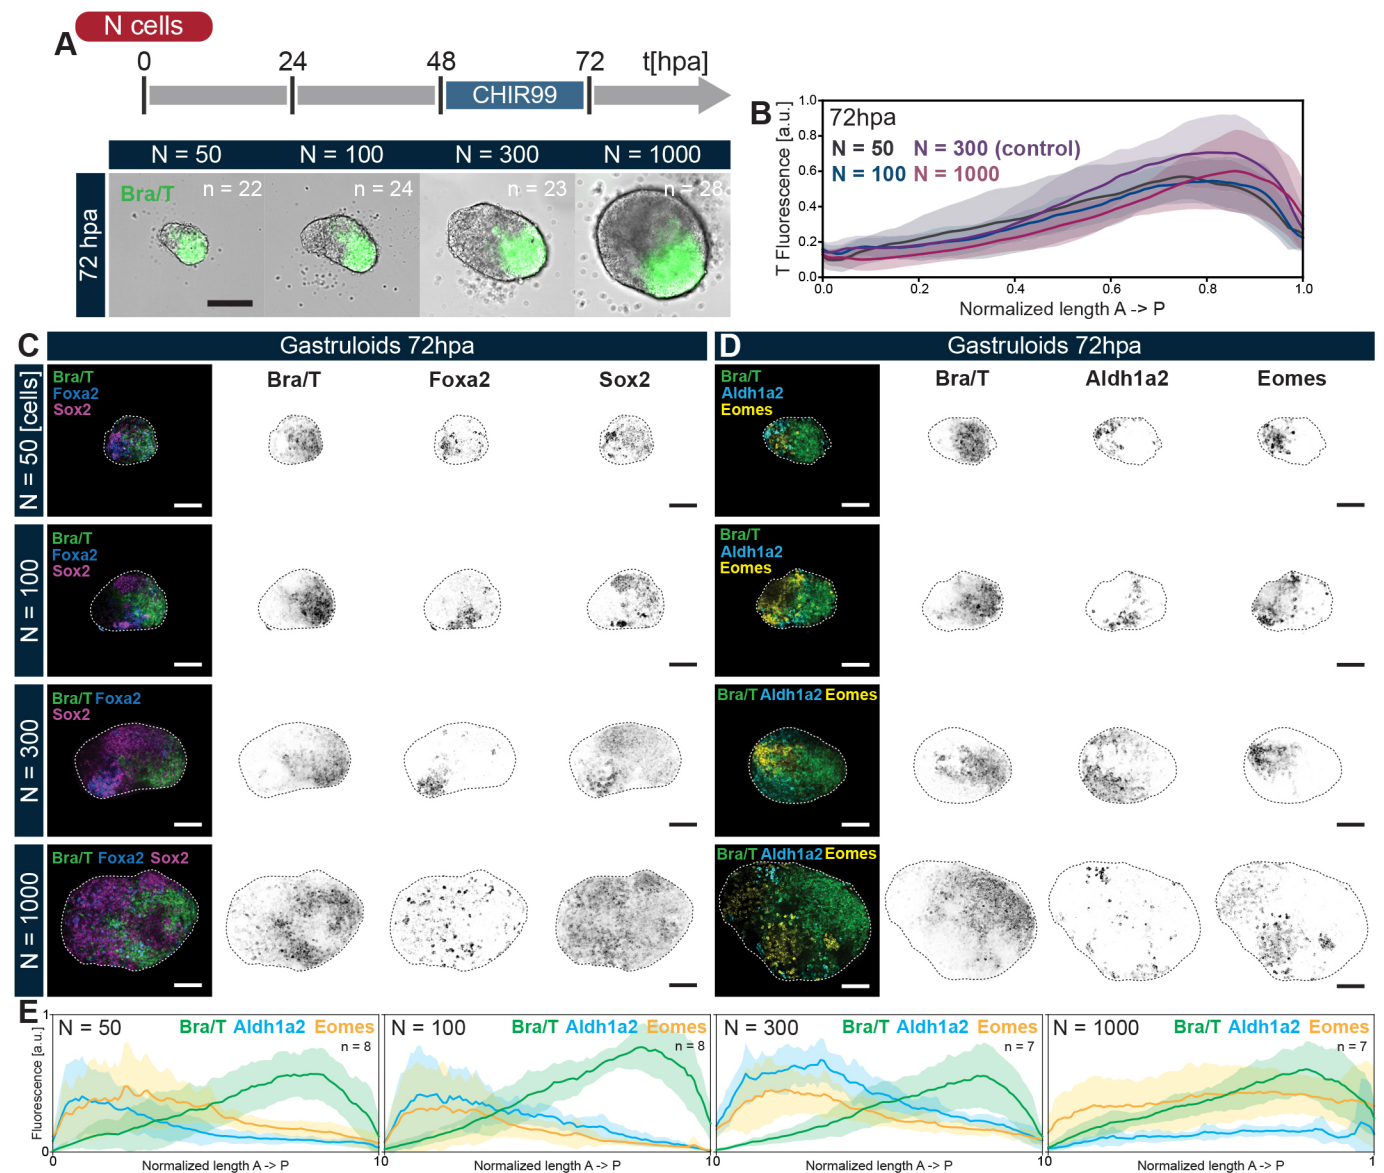 N cells
A
0 24 48 72 t[hpa]
CHIR99
N = 50 N = 100 N = 300 N = 1000
72 hpa
Bra/T n = 22 n = 24 n = 23 n = 28
B
T Fluorescence [a.u.]
1.0
0.8
0.6
0.4
0.2
0.0
72hpa
N = 50 N = 300 (control)
N = 100 N = 1000
0.0 0.2 0.4 0.6 0.8 1.0
Normalized length A -> P
C
Gastruloids 72hpa
Bra/T Foxa2 Sox2
N = 50 [cells]
Bra/T
Foxa2
Sox2
N = 100
Bra/T
Foxa2
Sox2
N = 300
Bra/T Foxa2
Sox2
N = 1000
Bra/T Foxa2 Sox2
D
Gastruloids 72hpa
Bra/T Aldh1a2 Eomes
Bra/T
Aldh1a2
Eomes
Bra/T
Aldh1a2
Eomes
Bra/T Aldh1a2 Eomes
Bra/T Aldh1a2 Eomes
E
Fluorescence [a.u.]
1
0
N = 50 Bra/T Aldh1a2 Eomes
n = 8
0 1
Normalized length A -> P
N = 100 Bra/T Aldh1a2 Eomes
n = 8
0 1
Normalized length A -> P
N = 300 Bra/T Aldh1a2 Eomes
n = 7
0 1
Normalized length A -> P
N = 1000 Bra/T Aldh1a2 Eomes
n = 7
0 1
Normalized length A -> P